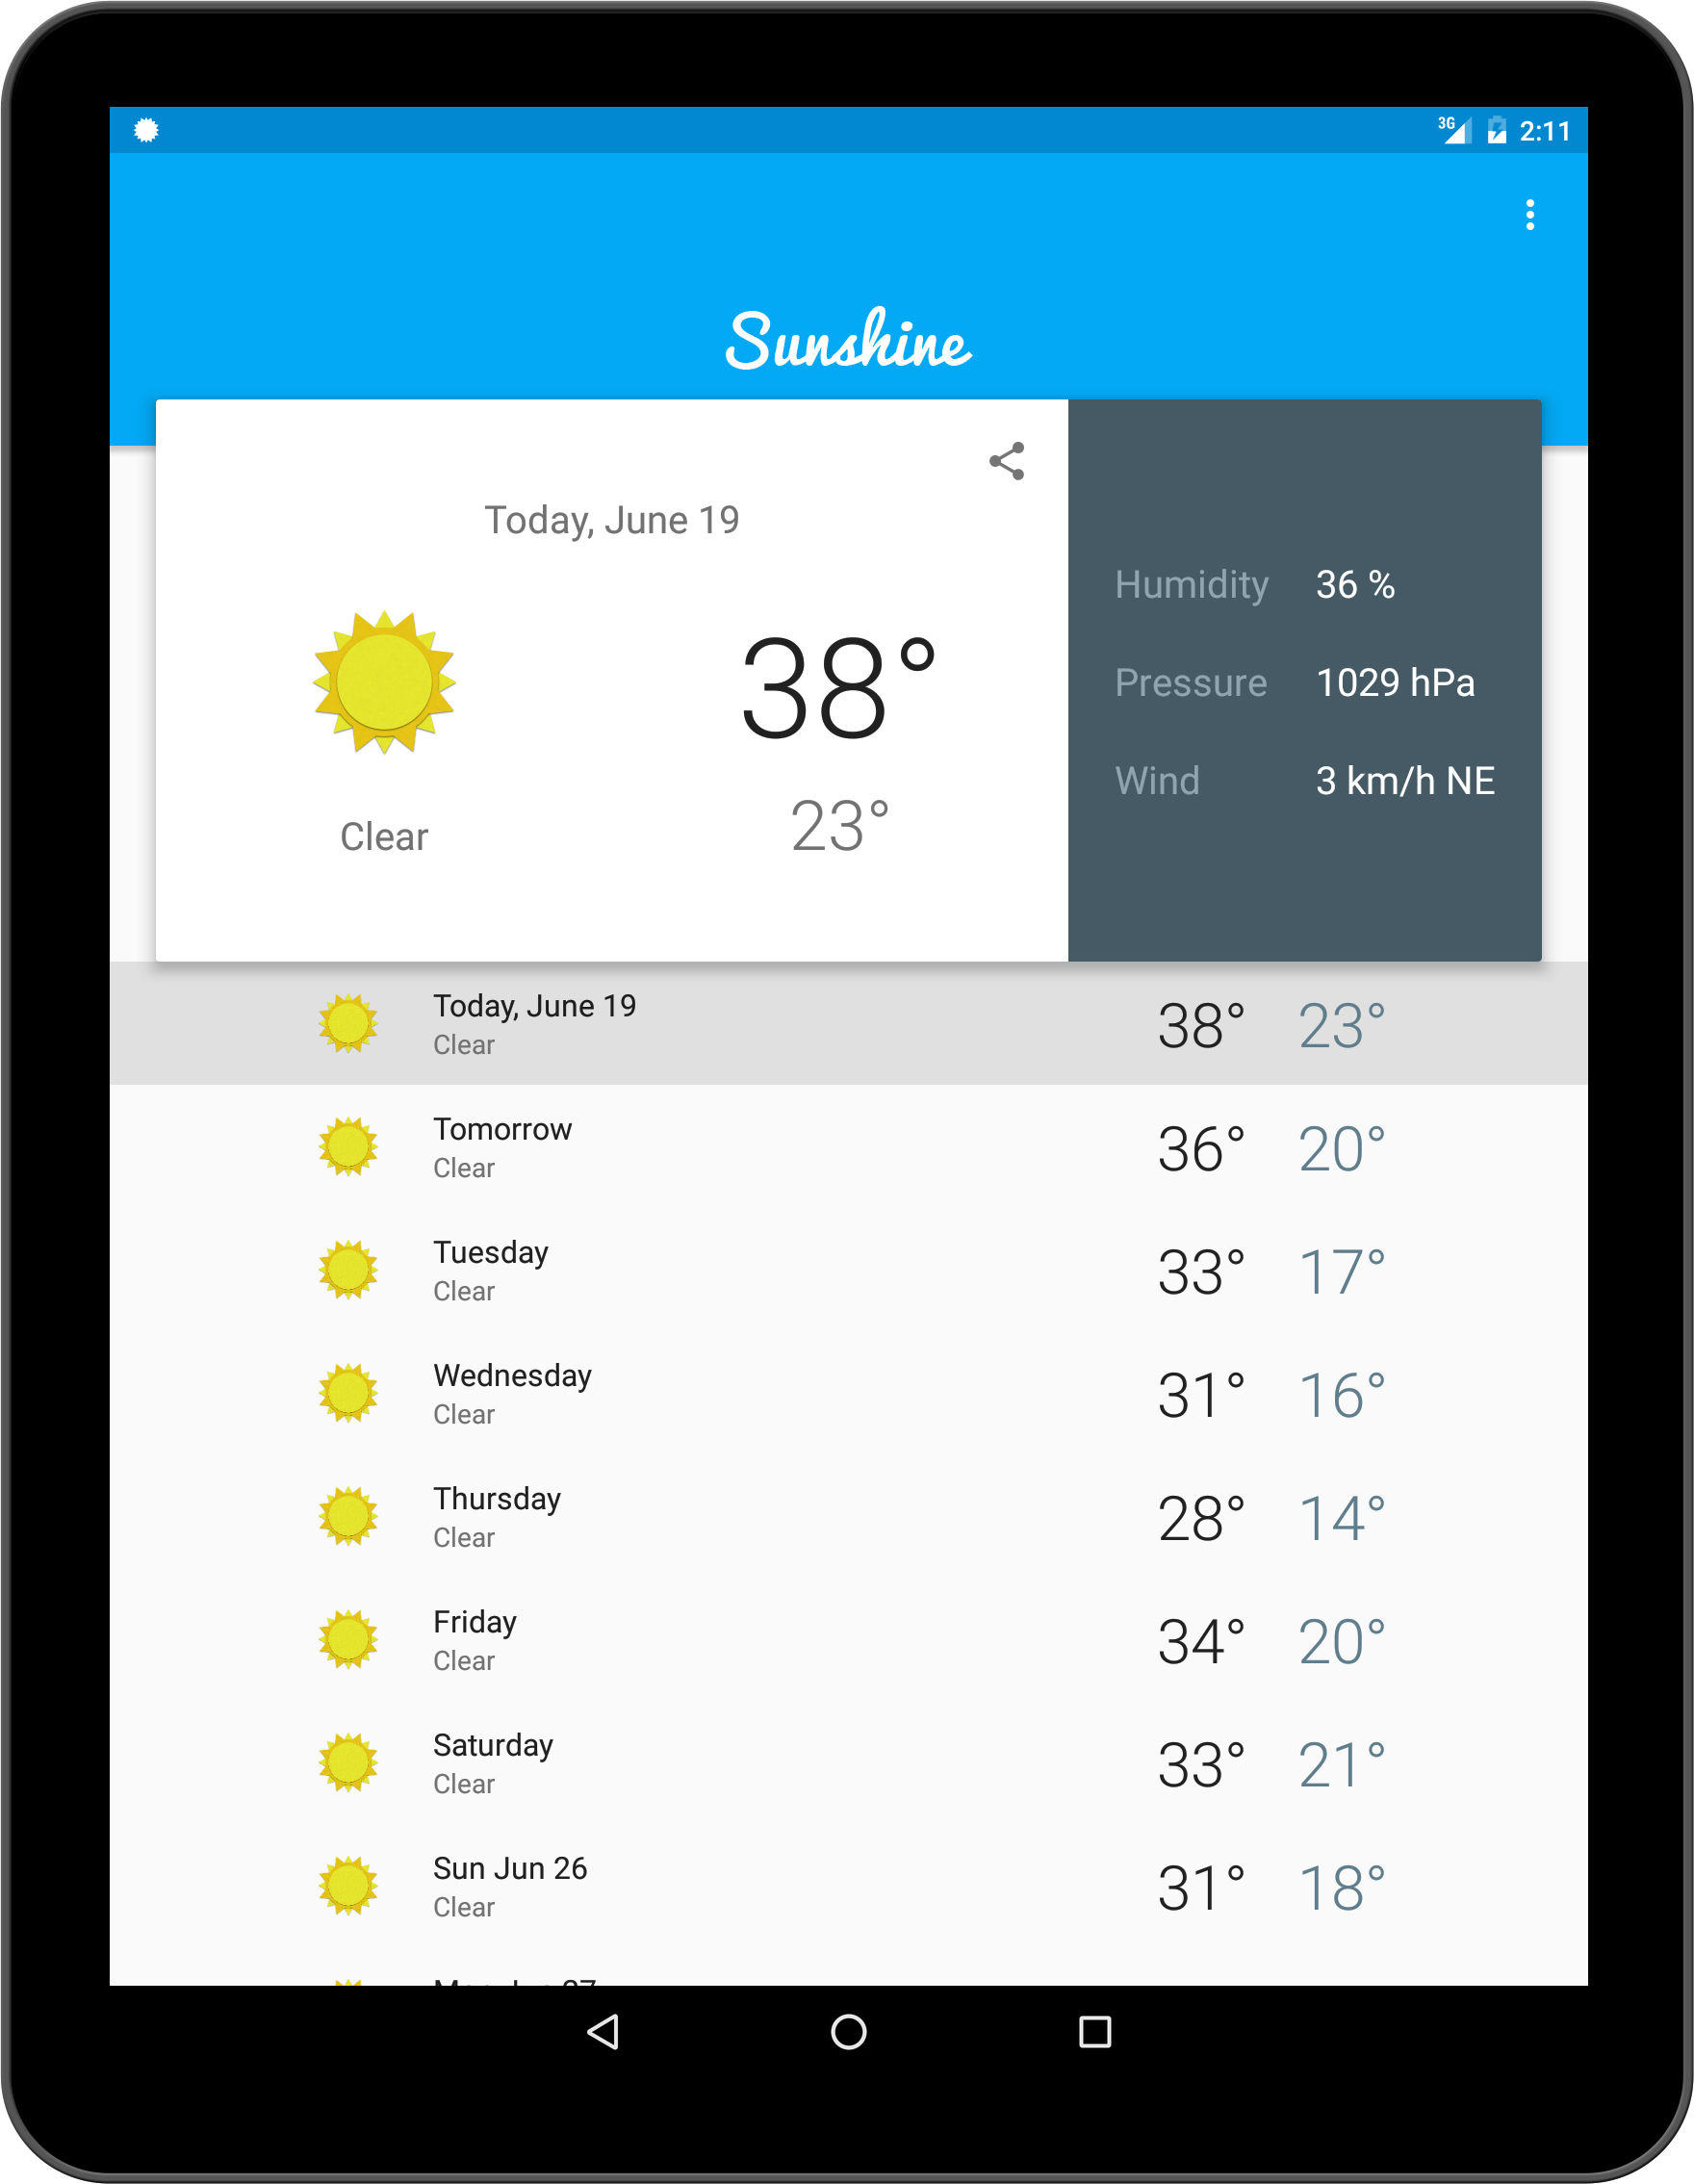 3G 2:11
Sunshine
Today, June 19
38°
23°
Clear
Humidity 36 %
Pressure 1029 hPa
Wind 3 km/h NE
Today, June 19
Clear
38° 23°
Tomorrow
Clear
36° 20°
Tuesday
Clear
33° 17°
Wednesday
Clear
31° 16°
Thursday
Clear
28° 14°
Friday
Clear
34° 20°
Saturday
Clear
33° 21°
Sun Jun 26
Clear
31° 18°